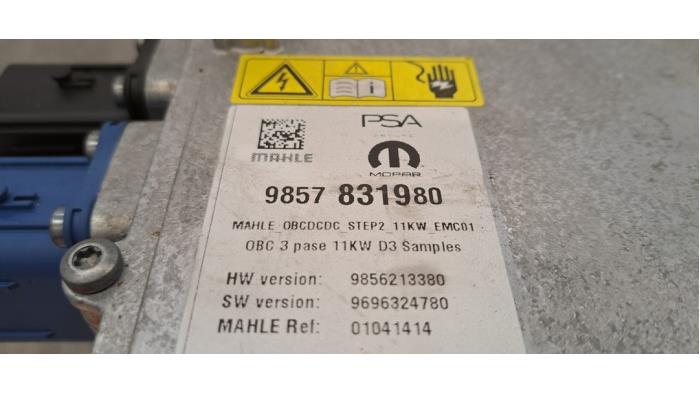 PSA
GROUPE
MAHLE
MOPAR
9857 831980
MAHLE_OBCDCDC_STEP2_11KW_EMC01
OBC 3 pase 11KW D3 Samples
HW version: 9856213380
SW version: 9696324780
MAHLE Ref: 01041414